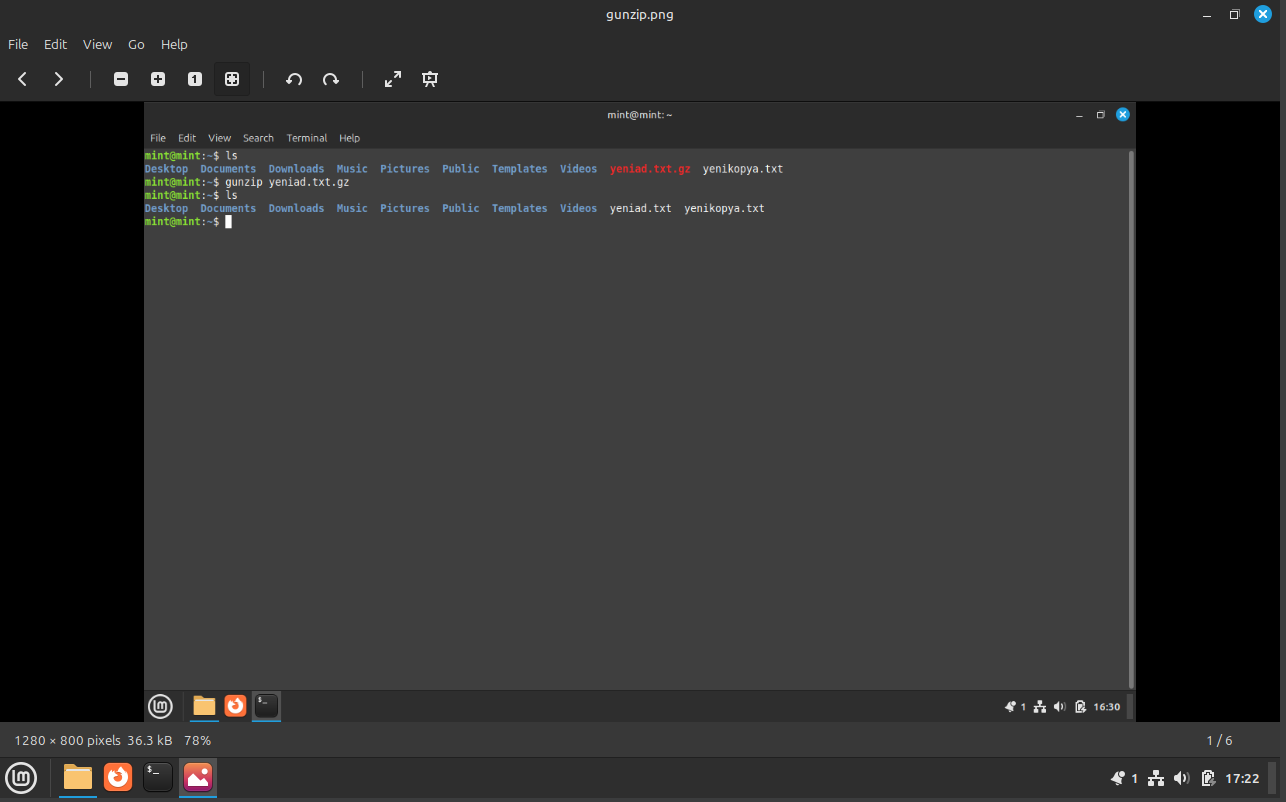 gunzip.png
File Edit View Go Help
mint@mint: ~
File Edit View Search Terminal Help
mint@mint:~$ ls
Desktop Documents Downloads Music Pictures Public Templates Videos yeniad.txt.gz yenikopya.txt
mint@mint:~$ gunzip yeniad.txt.gz
mint@mint:~$ ls
Desktop Documents Downloads Music Pictures Public Templates Videos yeniad.txt yenikopya.txt
mint@mint:~$
1 16:30
1280 × 800 pixels 36.3 kB 78% 1 / 6
1 17:22